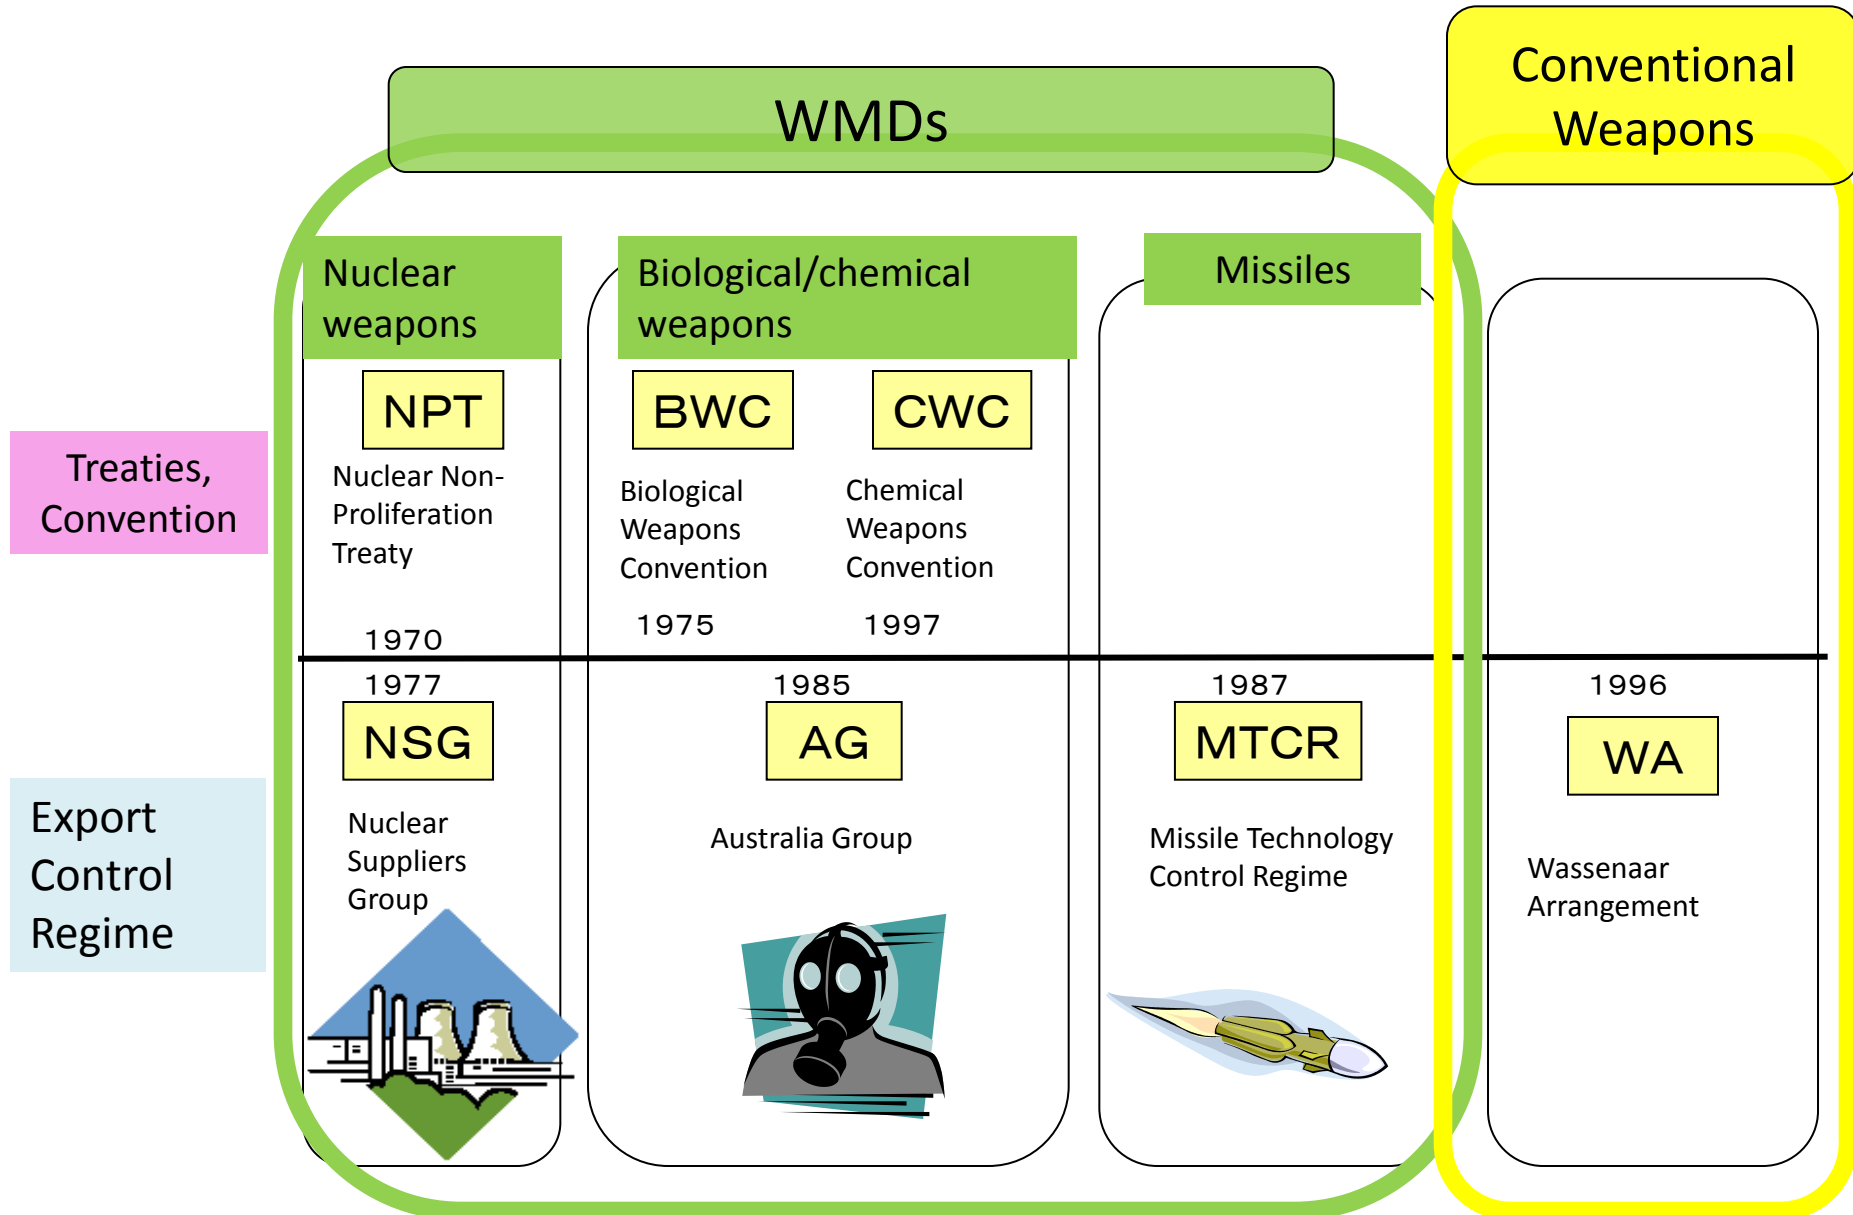 WMDs
Conventional
Weapons
Nuclear
weapons
Biological/chemical
weapons
Missiles
Treaties,
Convention
NPT
Nuclear Non-
Proliferation
Treaty
1970
BWC
Biological
Weapons
Convention
1975
CWC
Chemical
Weapons
Convention
1997
Export
Control
Regime
1977
NSG
Nuclear
Suppliers
Group
1985
AG
Australia Group
1987
MTCR
Missile Technology
Control Regime
1996
WA
Wassenaar
Arrangement